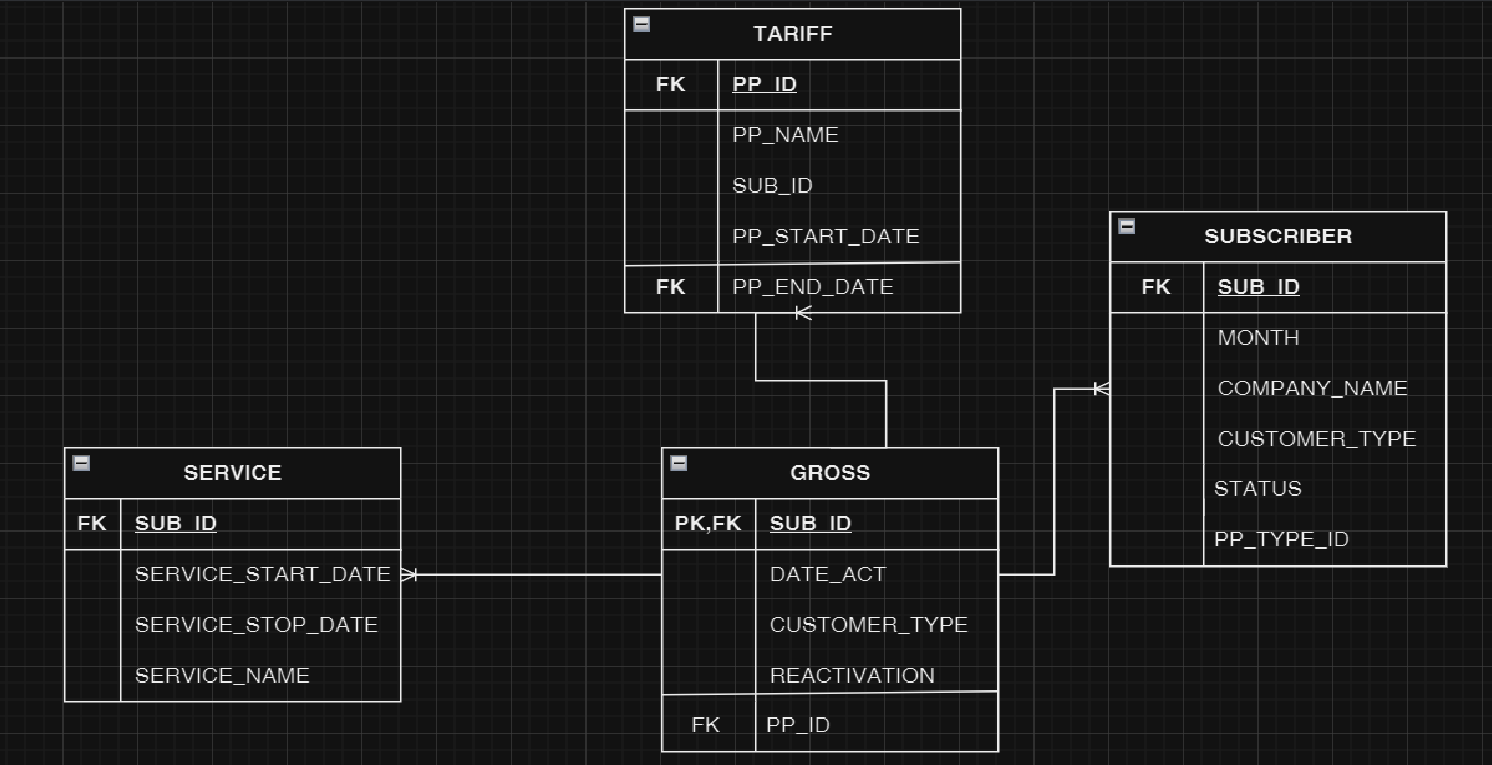 TARIFF
FK PP_ID
PP_NAME
SUB_ID
PP_START_DATE
FK PP_END_DATE
SUBSCRIBER
FK SUB_ID
MONTH
COMPANY_NAME
CUSTOMER_TYPE
STATUS
PP_TYPE_ID
SERVICE
FK SUB_ID
SERVICE_START_DATE
SERVICE_STOP_DATE
SERVICE_NAME
GROSS
PK,FK SUB_ID
DATE_ACT
CUSTOMER_TYPE
REACTIVATION
FK PP_ID